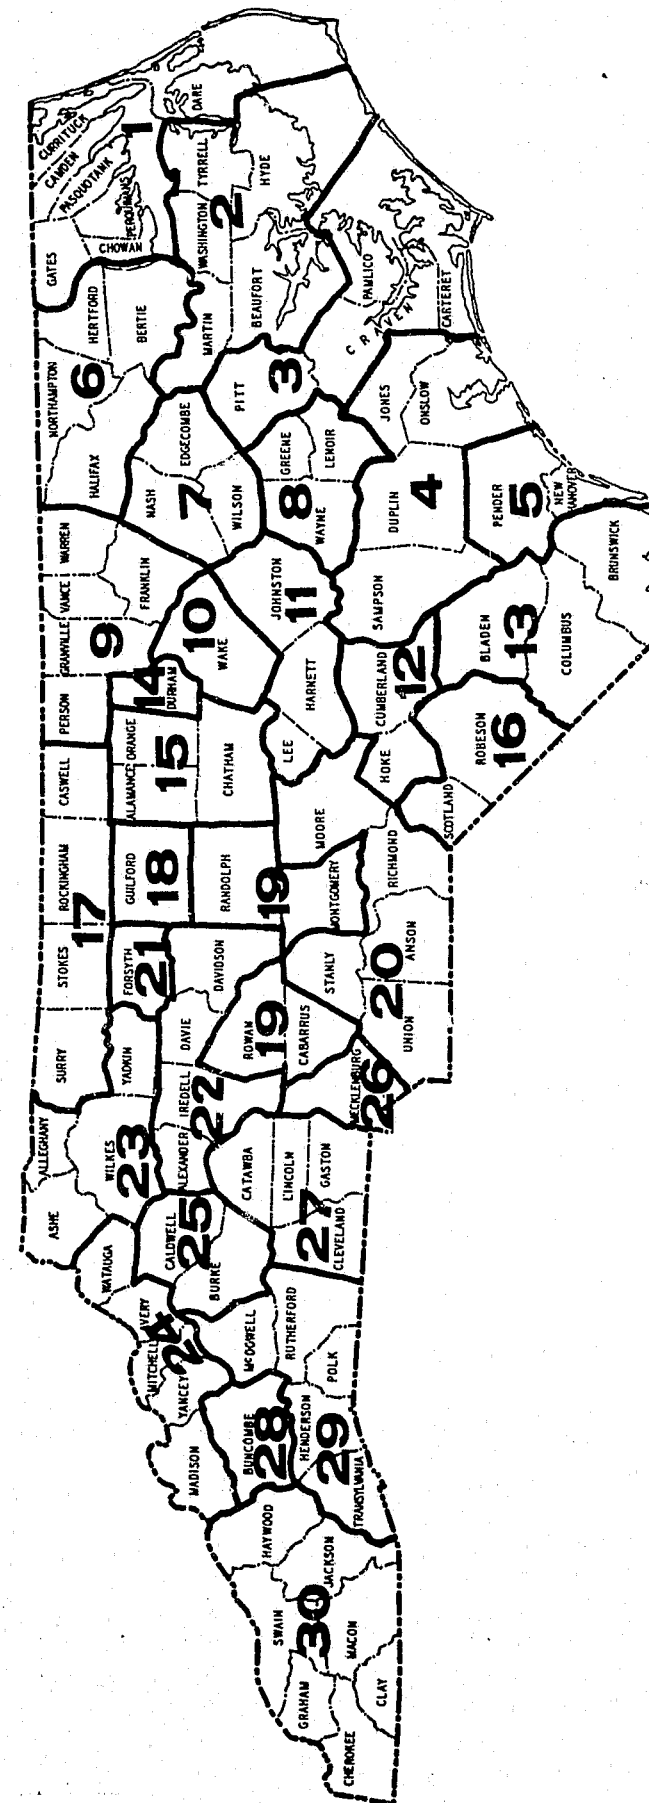 CURRITUCK
CAMDEN
PASQUOTANK
PERQUIMANS
GATES
CHOWAN
1
DARE
TYRRELL
WASHINGTON
2
HYDE
BEAUFORT
MARTIN
HERTFORD
BERTIE
NORTHAMPTON
6
HALIFAX
EDGECOMBE
NASH
7
WILSON
PITT
3
PAMLICO
CRAVEN
CARTERET
GREENE
LENOIR
8
WAYNE
JONES
ONSLOW
DUPLIN
4
SAMPSON
PENDER
5
NEW
HANOVER
WARREN
VANCE
FRANKLIN
GRANVILLE
9
PERSON
10
WAKE
JOHNSTON
11
HARNETT
LEE
CUMBERLAND
12
HOKE
BLADEN
13
COLUMBUS
BRUNSWICK
ROBESON
16
SCOTLAND
14
DURHAM
ORANGE
ALAMANCE
15
CHATHAM
CASWELL
ROCKINGHAM
17
STOKES
SURRY
GUILFORD
18
RANDOLPH
19
MONTGOMERY
MOORE
RICHMOND
ANSON
20
STANLY
UNION
FORSYTH
21
DAVIDSON
DAVIE
YADKIN
IREDELL
22
ALEXANDER
ROWAN
19
CABARRUS
MECKLENBURG
26
ALLEGHANY
ASHE
WILKES
23
WATAUGA
CALDWELL
25
BURKE
CATAWBA
LINCOLN
GASTON
27
CLEVELAND
AVERY
MITCHELL
24
YANCEY
MADISON
MCDOWELL
RUTHERFORD
POLK
BUNCOMBE
28
HENDERSON
29
TRANSYLVANIA
HAYWOOD
JACKSON
SWAIN
30
MACON
GRAHAM
CLAY
CHEROKEE